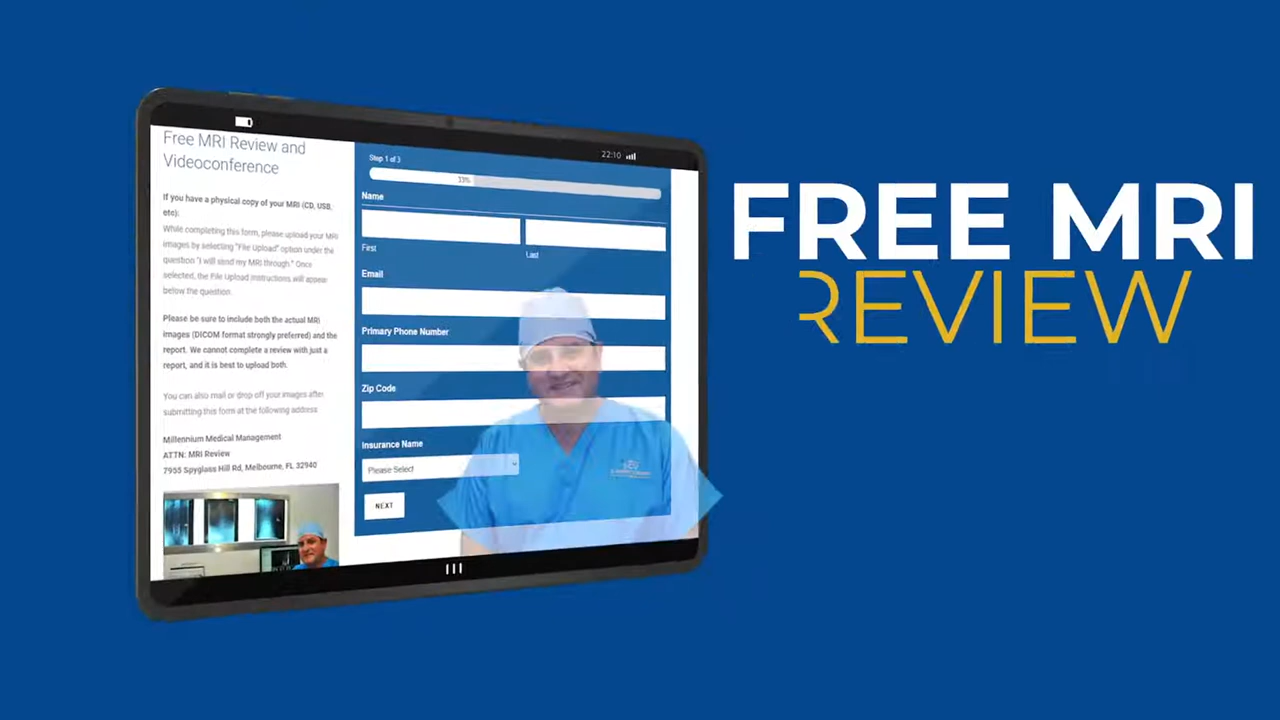 22:10
Free MRI Review and
Videoconference
If you have a physical copy of your MRI (CD, USB,
etc):
While completing this form, please upload your MRI
images by selecting "File Upload" option under the
question "I will send my MRI through." Once
selected, the File Upload Instructions will appear
below the question.
Please be sure to include both the actual MRI
images (DICOM format strongly preferred) and the
report. We cannot complete a review with just a
report, and it is best to upload both.
You can also mail or drop off your images after
submitting this form at the following address
Millennium Medical Management
ATTN: MRI Review
7955 Spyglass Hill Rd, Melbourne, FL 32940
Step 1 of 3
33%
Name
First
Last
Email
Primary Phone Number
Zip Code
Insurance Name
Please Select
NEXT
FREE MRI
REVIEW